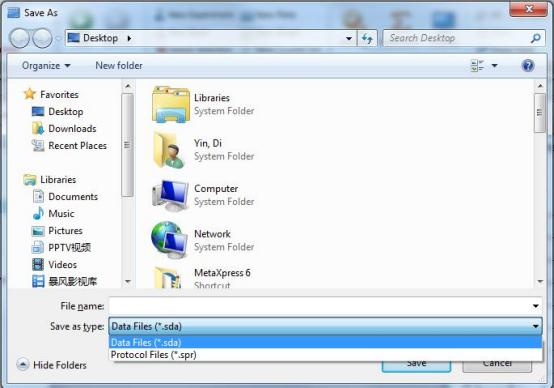 Save As
Desktop
Search Desktop
Organize
New folder
Favorites
Desktop
Downloads
Recent Places
Libraries
Documents
Music
Pictures
PPTV视频
Videos
暴风影视库
Libraries
System Folder
Yin, Di
System Folder
Computer
System Folder
Network
System Folder
MetaXpress 6
Shortcut
File name:
Save as type: Data Files (*.sda)
Data Files (*.sda)
Protocol Files (*.spr)
Hide Folders
Save
Cancel